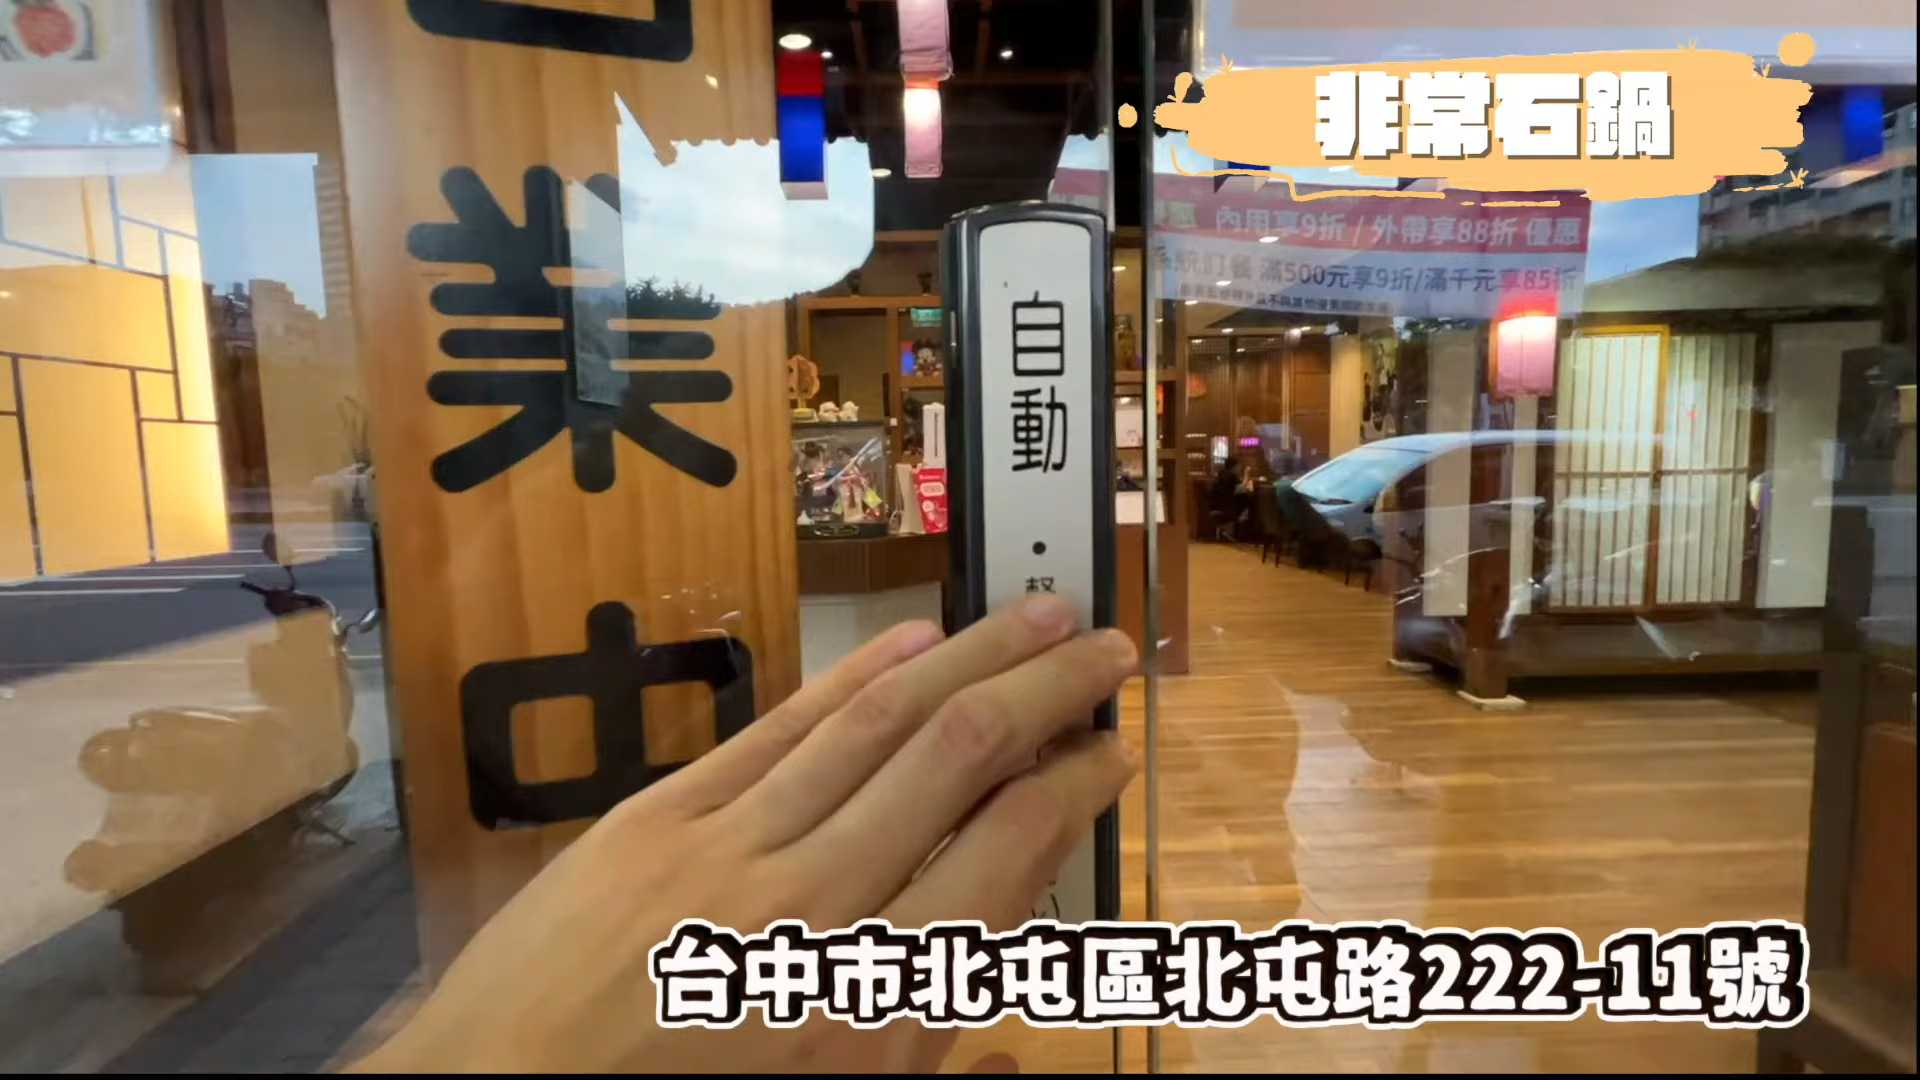 非常石鍋
內用享9折 / 外帶享88折 優惠
訂餐 滿500元享9折/滿千元享85折
業中
自動
台中市北屯區北屯路222-11號